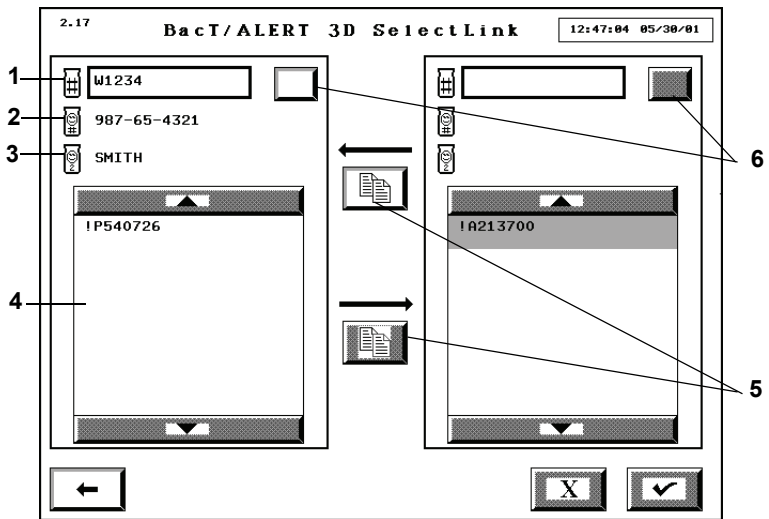 2.17
BacT/ALERT 3D SelectLink
12:47:04 05/30/01
1
W1234
2
987-65-4321
3
SMITH
6
!P540726
!A213700
4
5
X